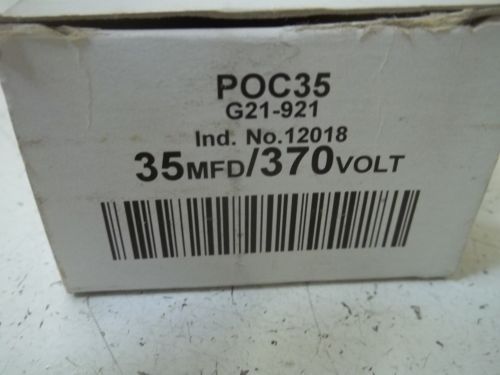 POC35
G21-921
Ind. No.12018
35MFD/370VOLT